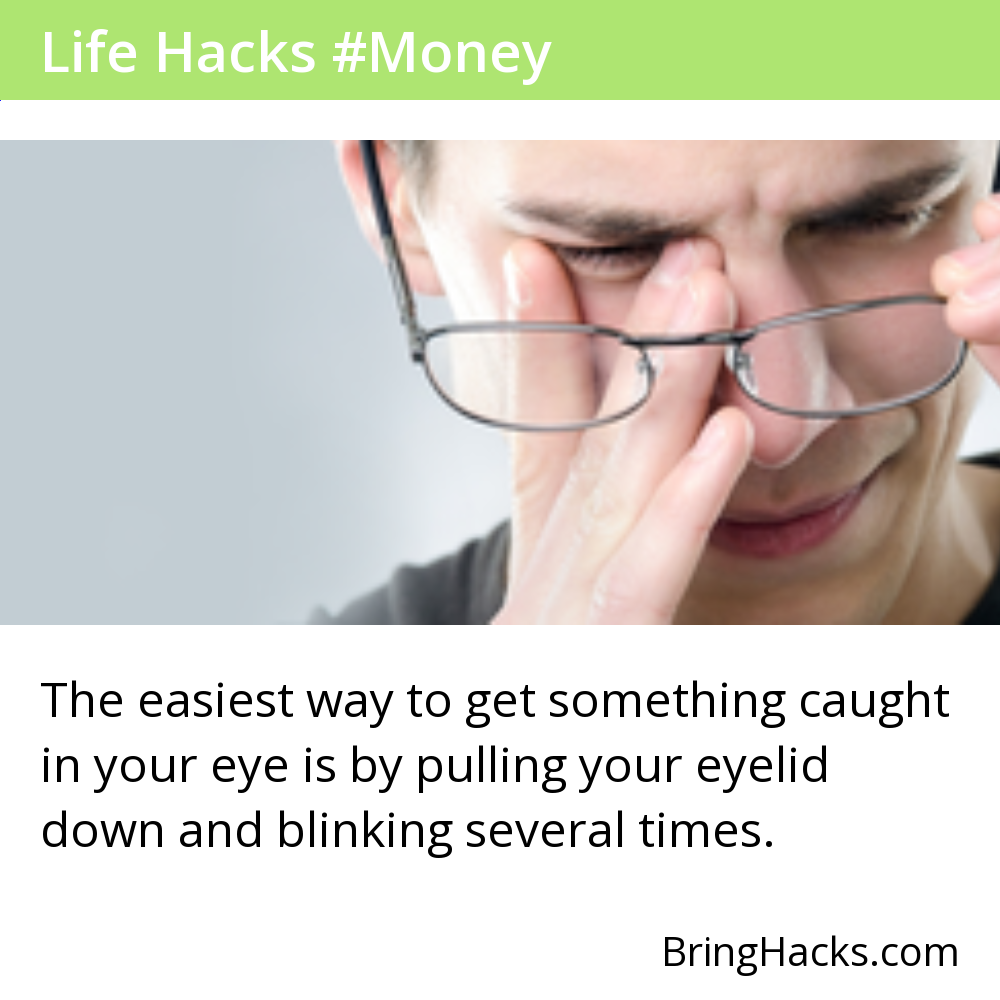 Life Hacks #Money
The easiest way to get something caught
in your eye is by pulling your eyelid
down and blinking several times.
BringHacks.com